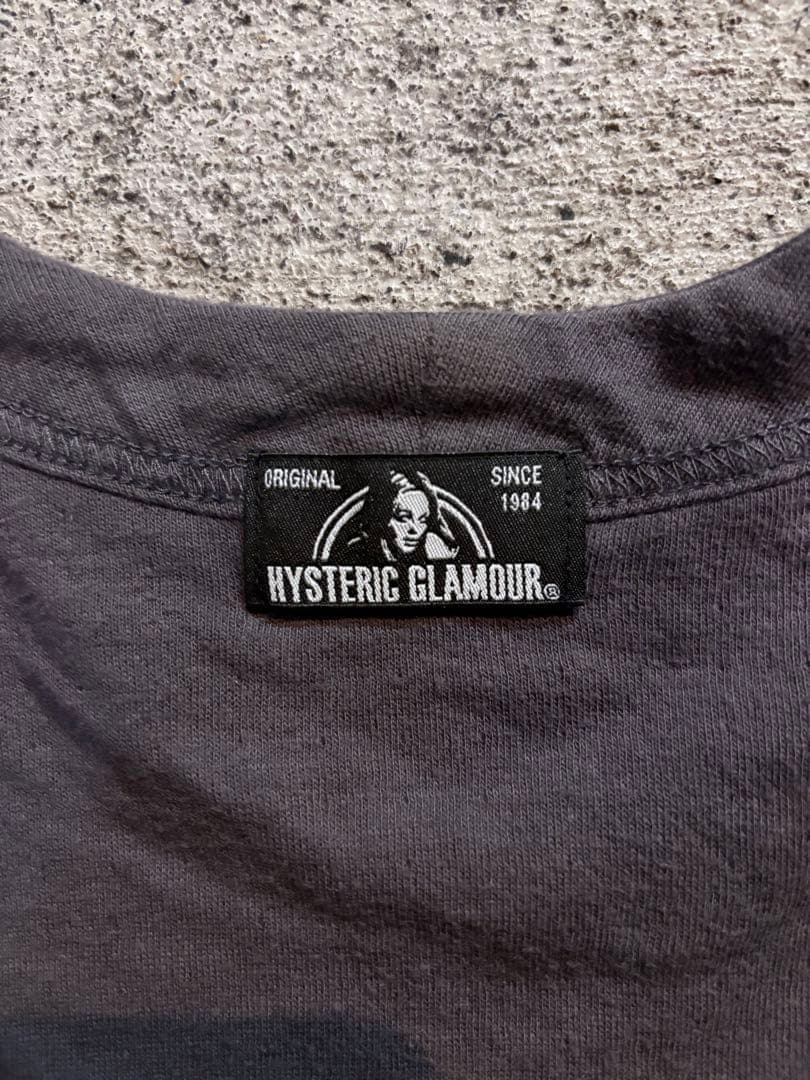 ORIGINAL
SINCE
1984
HYSTERIC GLAMOUR®